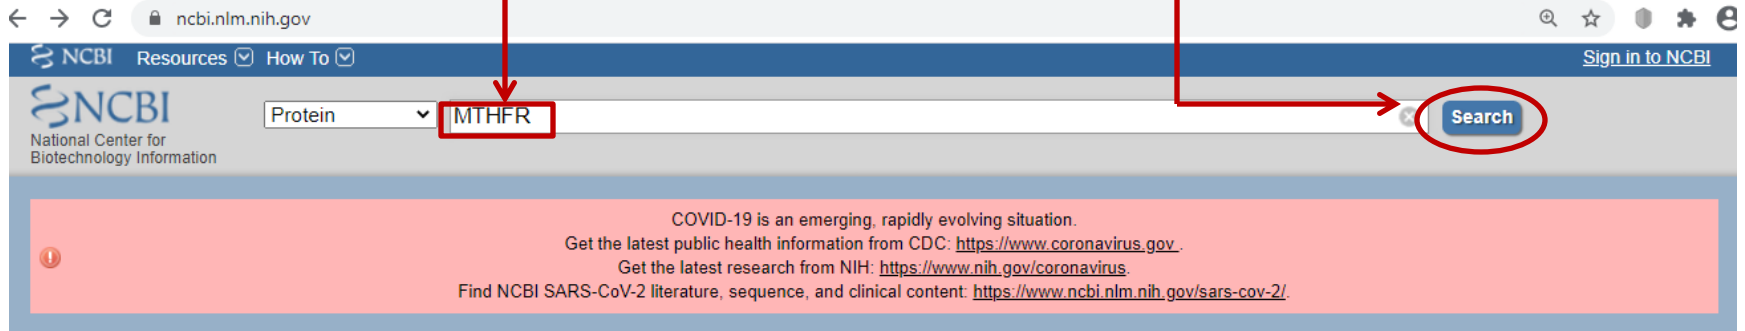 ncbi.nlm.nih.gov
NCBI Resources How To Sign in to NCBI
NCBI
National Center for
Biotechnology Information
Protein MTHFR Search
COVID-19 is an emerging, rapidly evolving situation.
Get the latest public health information from CDC: https://www.coronavirus.gov .
Get the latest research from NIH: https://www.nih.gov/coronavirus.
Find NCBI SARS-CoV-2 literature, sequence, and clinical content: https://www.ncbi.nlm.nih.gov/sars-cov-2/.